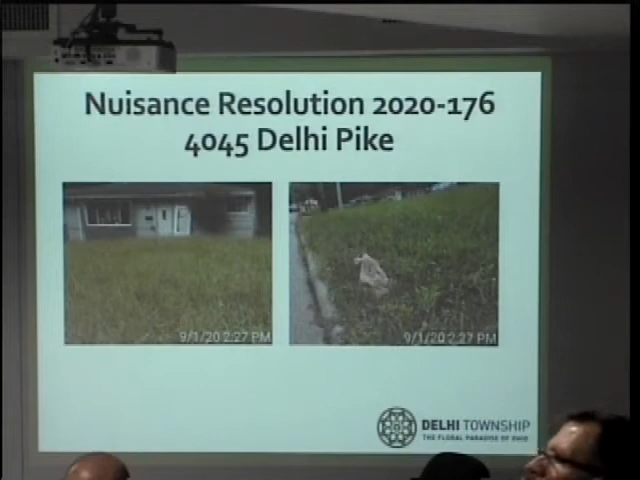 Nuisance Resolution 2020-176
4045 Delhi Pike
9/1/20 2:27 PM
9/1/20 2:27 PM
DELHI TOWNSHIP
THE FLORAL PARADISE OF OHIO